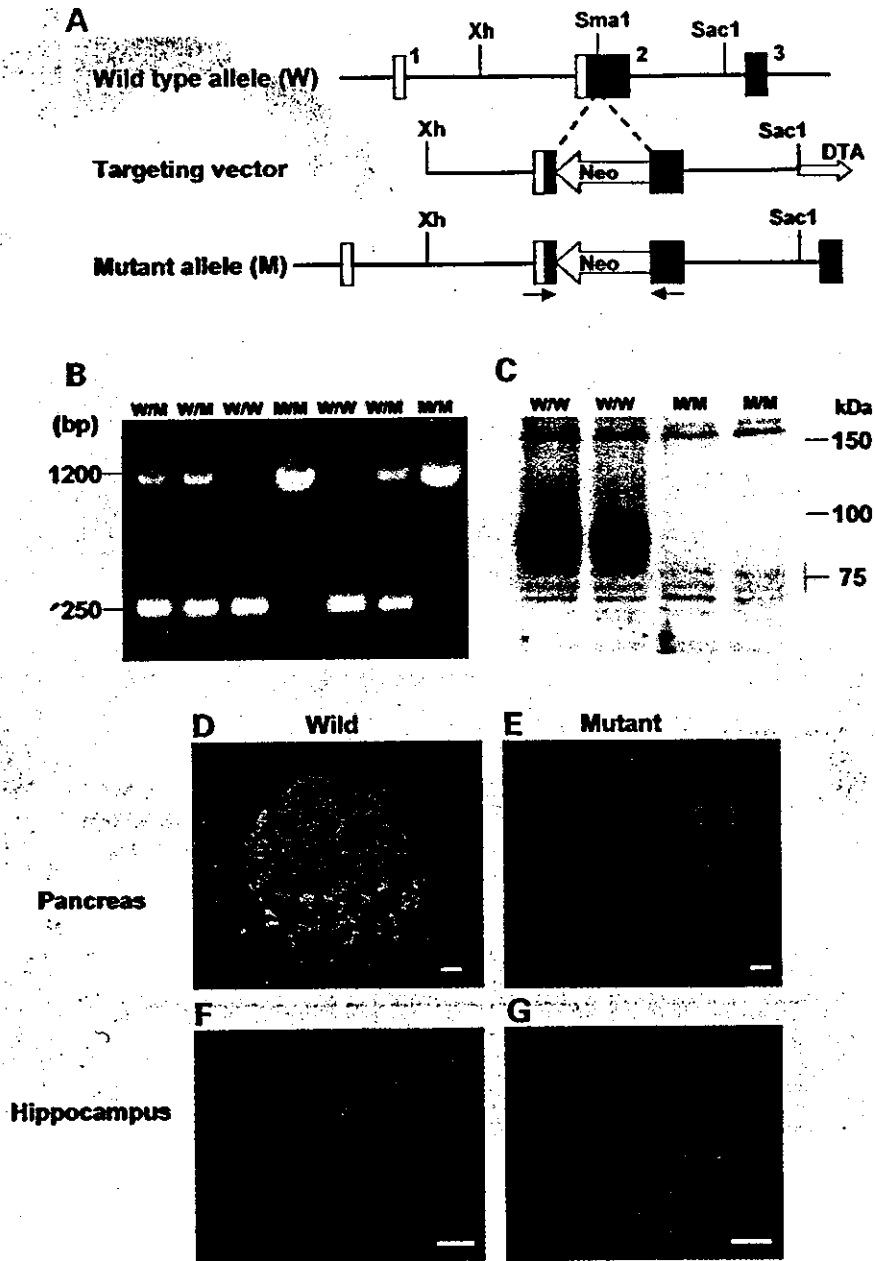 A
Xh Sma1 Sac1
1 2 3
Wild type allele (W)
Xh Sac1 DTA
Targeting vector Neo
Xh Sac1
Mutant allele (M) Neo
B
W/M W/M W/W M/M W/W W/M M/M
(bp)
1200
250
C
W/W W/W M/M M/M kDa
150
100
75
D Wild E Mutant
Pancreas
F G
Hippocampus